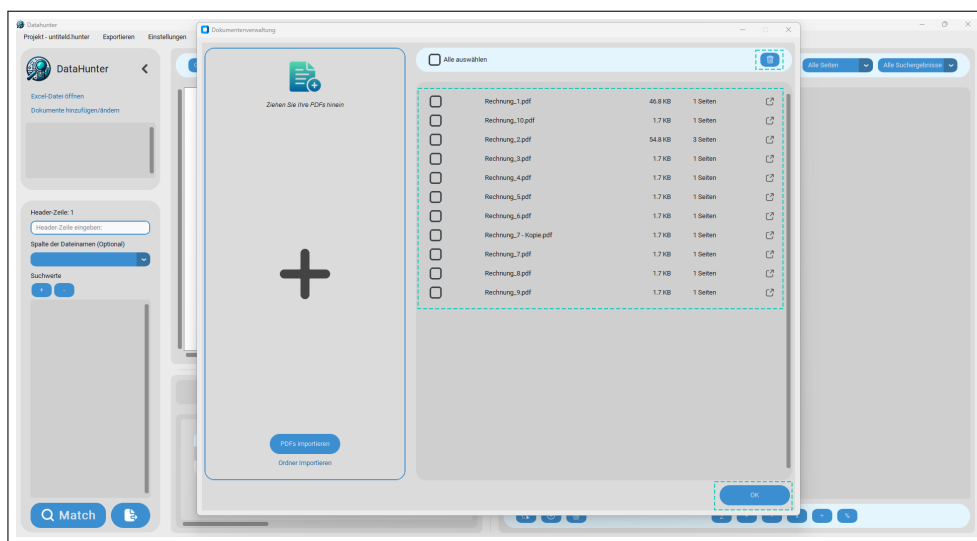 Datahunter
Projekt - untiteld.hunter Exportieren Einstellungen
DataHunter
Excel-Datei öffnen
Dokumente hinzufügen/ändern
Header-Zeile: 1
Header-Zeile eingeben:
Spalte der Dateinamen (Optional)
Suchwerte
+ -
Match
Dokumentenverwaltung
Ziehen Sie Ihre PDFs hinein
PDFs importieren
Ordner Importieren
Alle auswählen
Rechnung_1.pdf 46.8 KB 1 Seiten
Rechnung_10.pdf 1.7 KB 1 Seiten
Rechnung_2.pdf 54.8 KB 3 Seiten
Rechnung_3.pdf 1.7 KB 1 Seiten
Rechnung_4.pdf 1.7 KB 1 Seiten
Rechnung_5.pdf 1.7 KB 1 Seiten
Rechnung_6.pdf 1.7 KB 1 Seiten
Rechnung_7 - Kopie.pdf 1.7 KB 1 Seiten
Rechnung_7.pdf 1.7 KB 1 Seiten
Rechnung_8.pdf 1.7 KB 1 Seiten
Rechnung_9.pdf 1.7 KB 1 Seiten
OK
Alle Seiten Alle Suchergebnisse
%